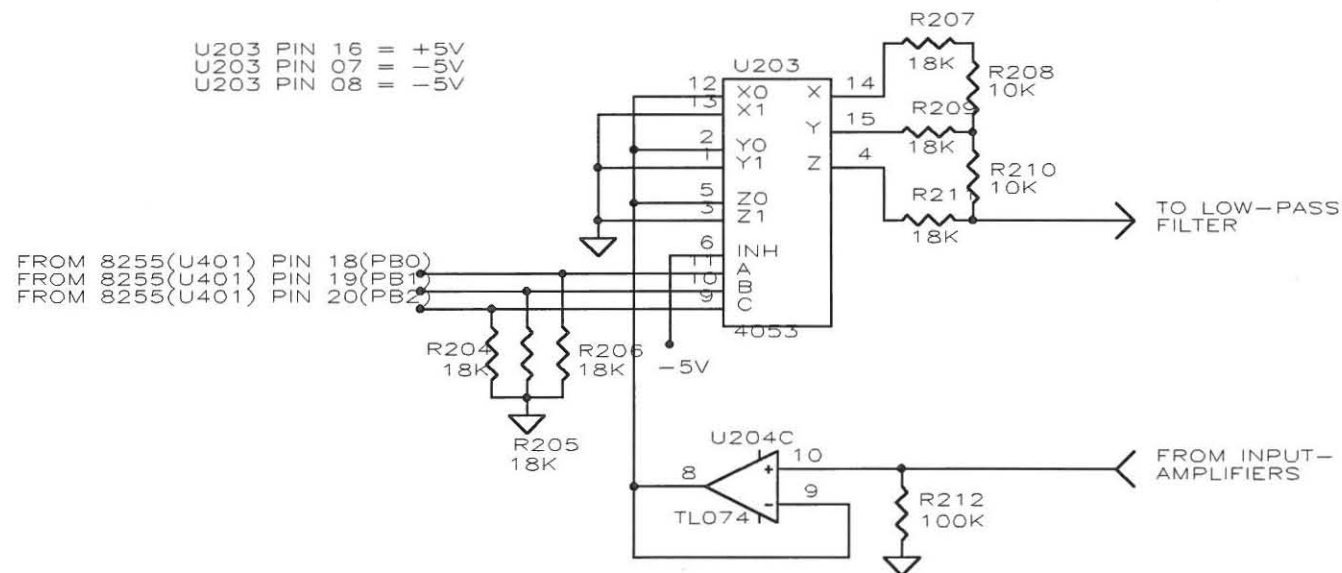 U203 PIN 16 = +5V
U203 PIN 07 = -5V
U203 PIN 08 = -5V
R207
18K
R208
10K
R209
18K
R210
10K
R211
18K
U203
12
X0
X
14
13
X1
2
Y0
Y
15
1
Y1
Z
4
5
Z0
3
Z1
6
INH
11
A
10
B
9
C
4053
TO LOW-PASS
FILTER
FROM 8255(U401) PIN 18(PB0)
FROM 8255(U401) PIN 19(PB1)
FROM 8255(U401) PIN 20(PB2)
R204
18K
R206
18K
-5V
R205
18K
U204C
8
+
10
-
9
TL074
R212
100K
FROM INPUT-
AMPLIFIERS